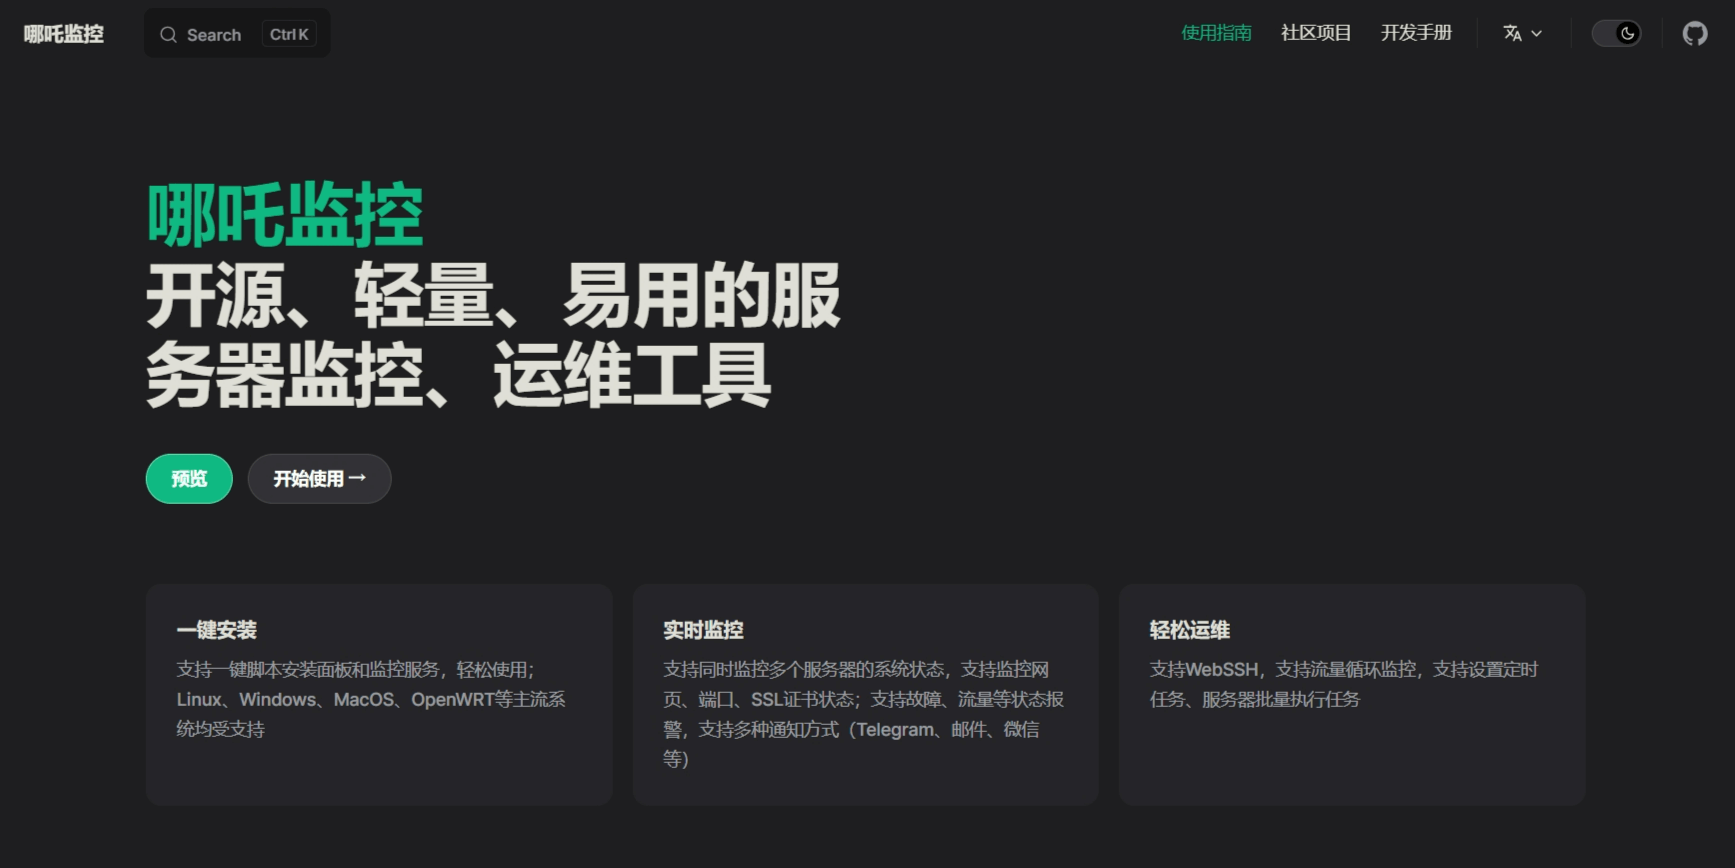 哪吒监控
Search Ctrl K
使用指南 社区项目 开发手册
哪吒监控
开源、轻量、易用的服
务器监控、运维工具
预览 开始使用→
一键安装
支持一键脚本安装面板和监控服务，轻松使用；
Linux、Windows、MacOS、OpenWRT等主流系
统均受支持
实时监控
支持同时监控多个服务器的系统状态，支持监控网
页、端口、SSL证书状态；支持故障、流量等状态报
警，支持多种通知方式（Telegram、邮件、微信
等）
轻松运维
支持WebSSH，支持流量循环监控，支持设置定时
任务、服务器批量执行任务